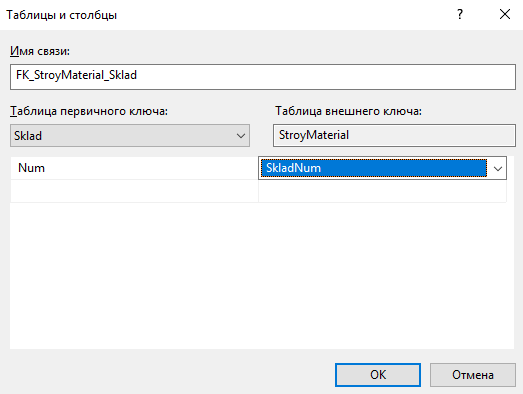 Таблицы и столбцы
?
Имя связи:
FK_StroyMaterial_Sklad
Таблица первичного ключа: Таблица внешнего ключа:
Sklad StroyMaterial
Num SkladNum
OK Отмена